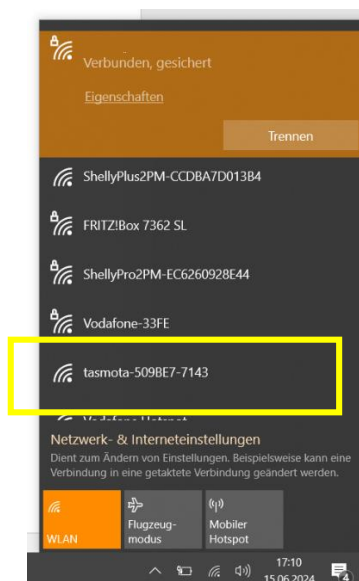 Verbunden, gesichert
Eigenschaften
Trennen
ShellyPlus2PM-CCDBA7D013B4
FRITZ!Box 7362 SL
ShellyPro2PM-EC6260928E44
Vodafone-33FE
tasmota-509BE7-7143
Vodafone Hotspot
Netzwerk- & Interneteinstellungen
Dient zum Ändern von Einstellungen. Beispielsweise kann eine
Verbindung in eine getaktete Verbindung geändert werden.
WLAN
Flugzeug-
modus
Mobiler
Hotspot
17:10
15.06.2024
4